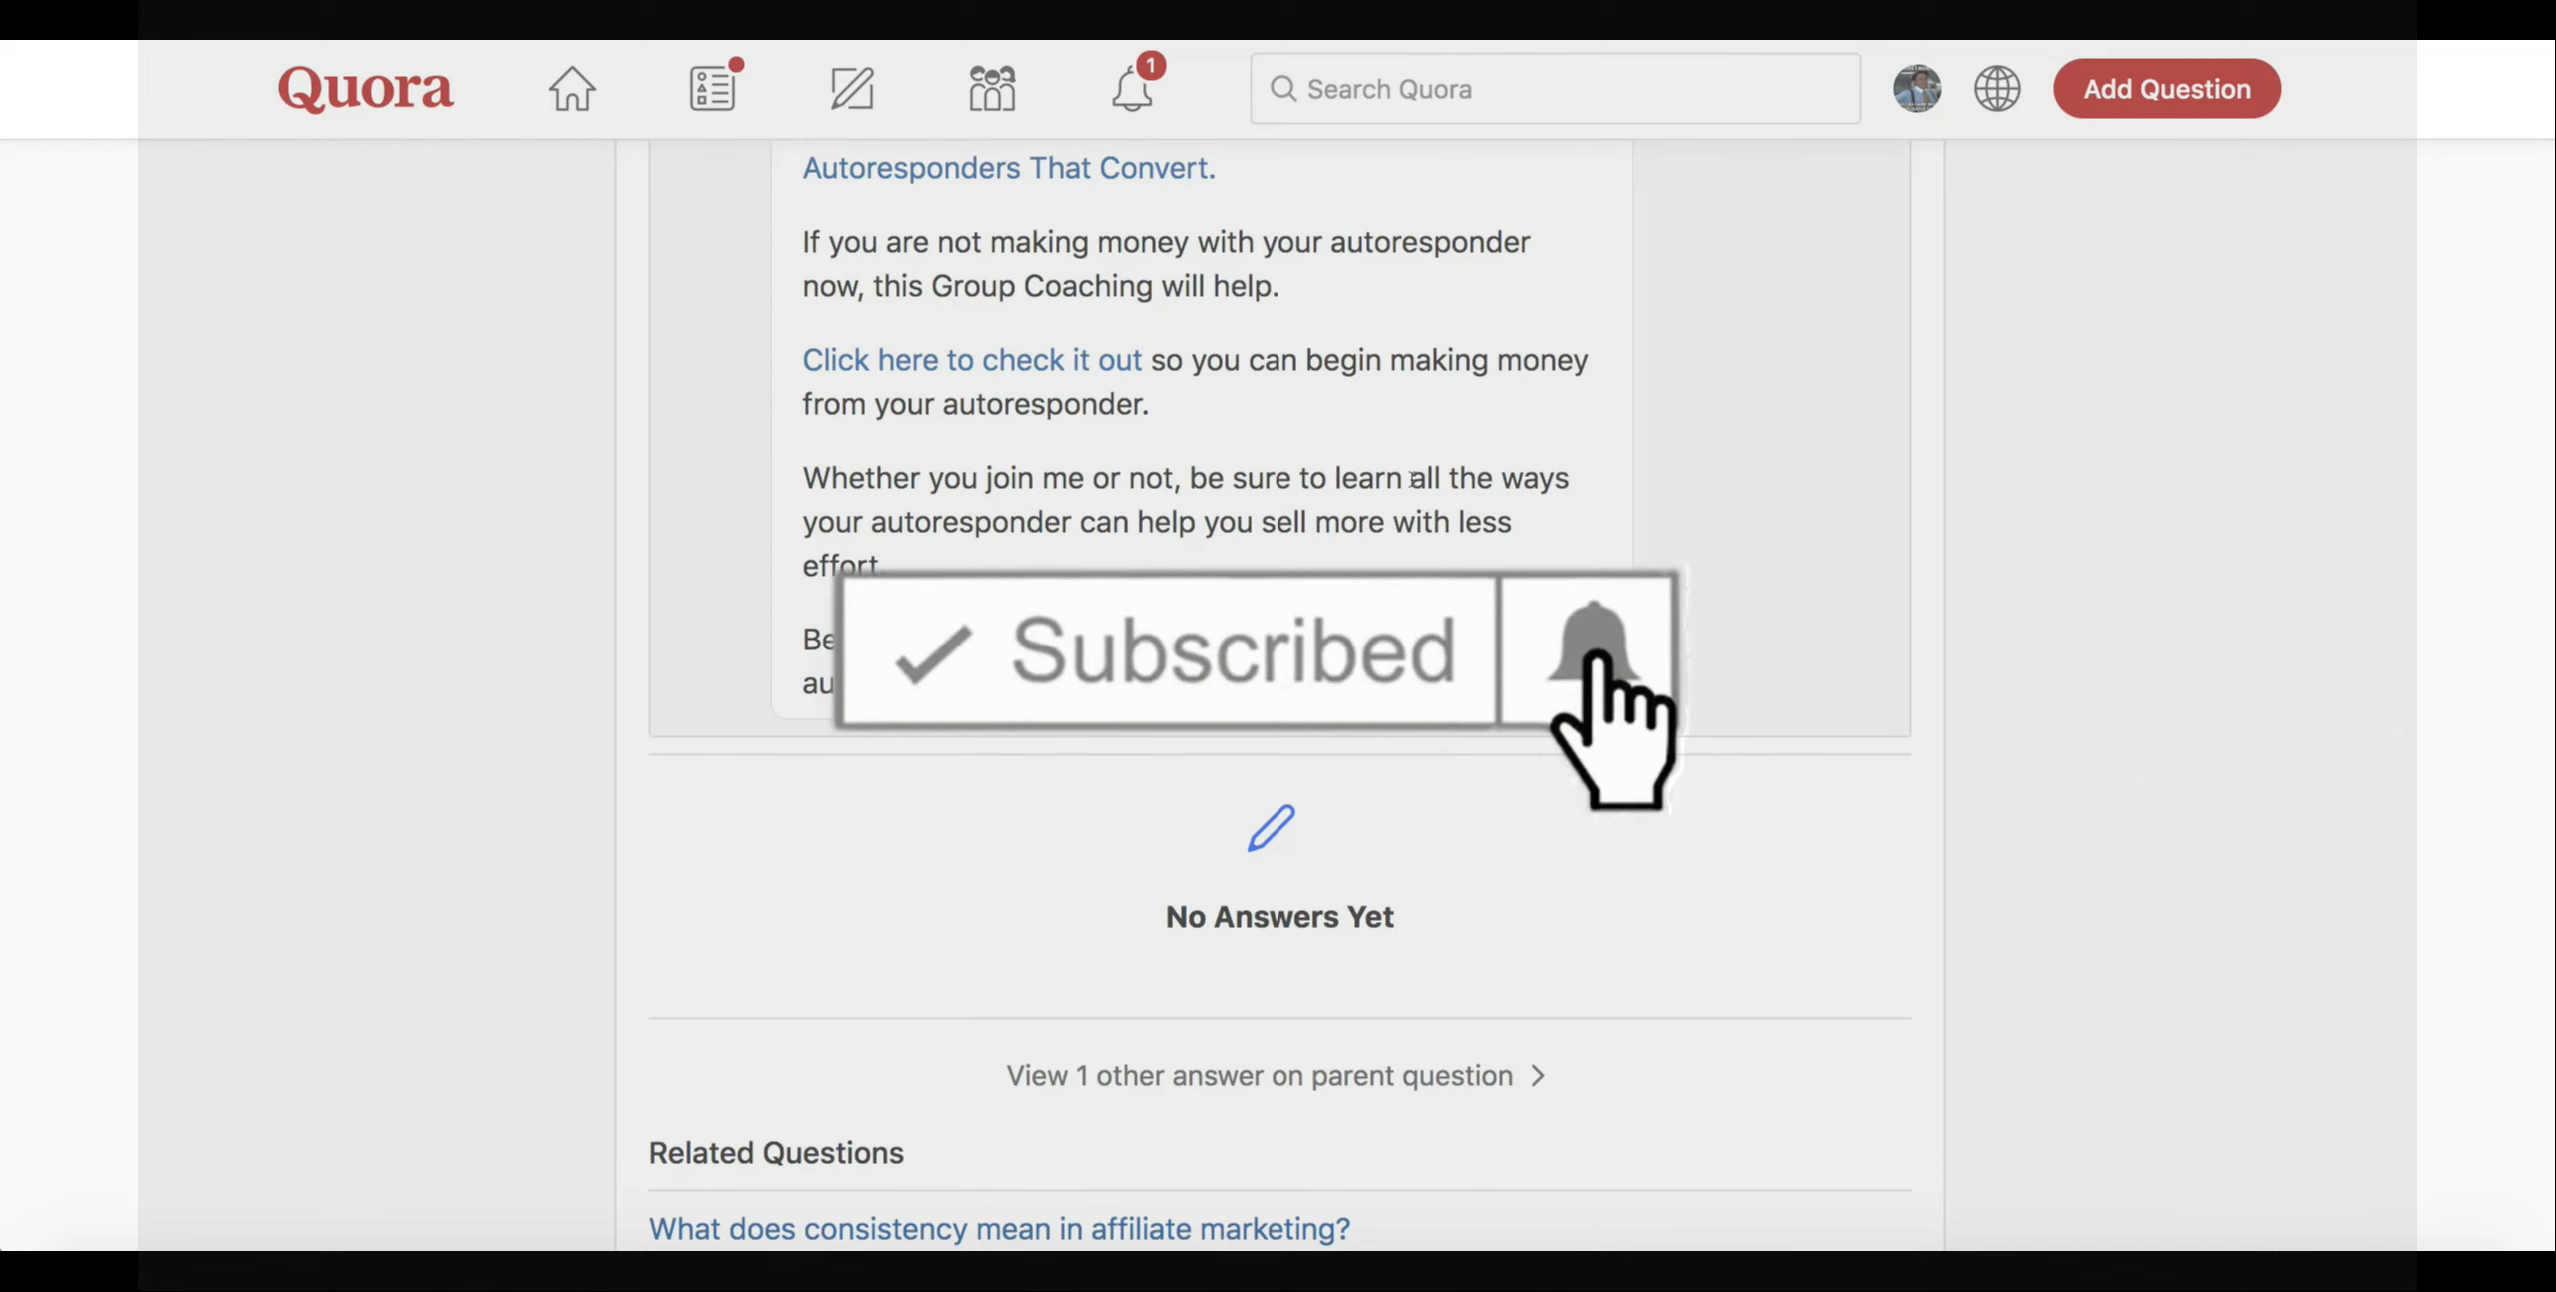 Quora
1
Search Quora
Add Question
Autoresponders That Convert.
If you are not making money with your autoresponder
now, this Group Coaching will help.
Click here to check it out so you can begin making money
from your autoresponder.
Whether you join me or not, be sure to learn all the ways
your autoresponder can help you sell more with less
effort.
Be
Subscribed
au
No Answers Yet
View 1 other answer on parent question
Related Questions
What does consistency mean in affiliate marketing?